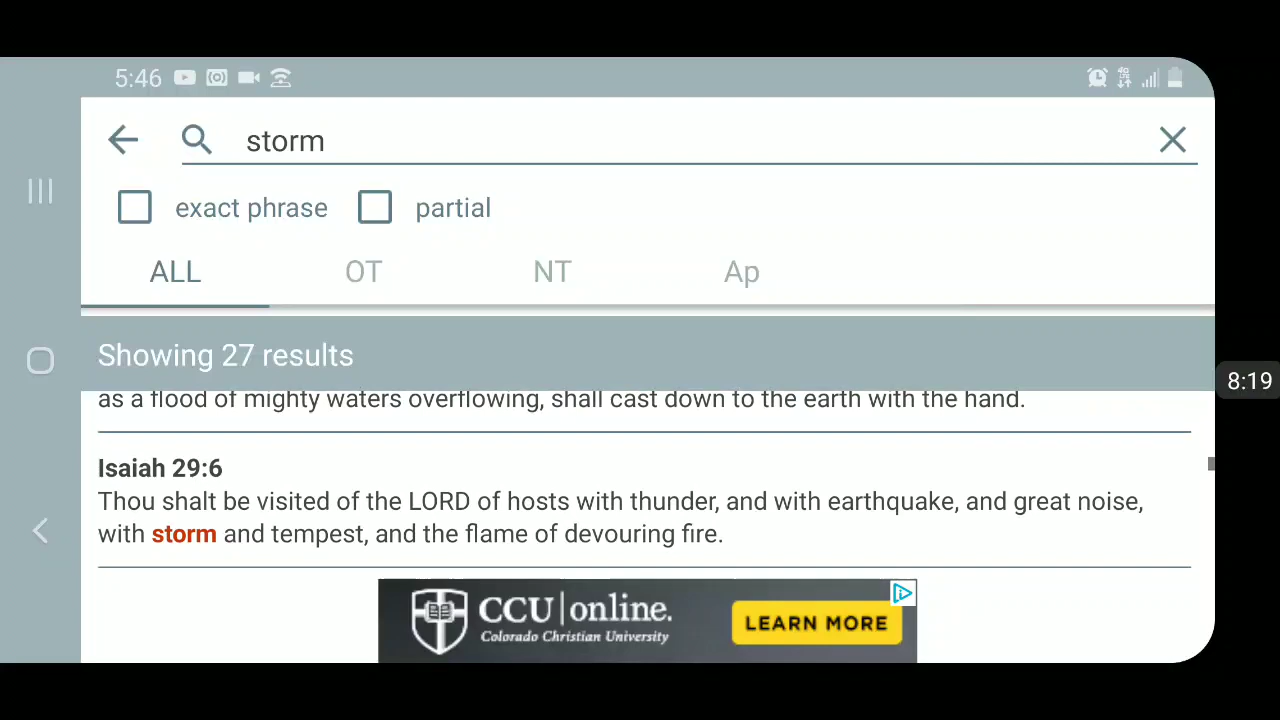 5:46
storm
exact phrase partial
ALL OT NT Ap
Showing 27 results
8:19
as a flood of mighty waters overflowing, shall cast down to the earth with the hand.
Isaiah 29:6
Thou shalt be visited of the LORD of hosts with thunder, and with earthquake, and great noise,
with storm and tempest, and the flame of devouring fire.
CCU|online.
Colorado Christian University
LEARN MORE